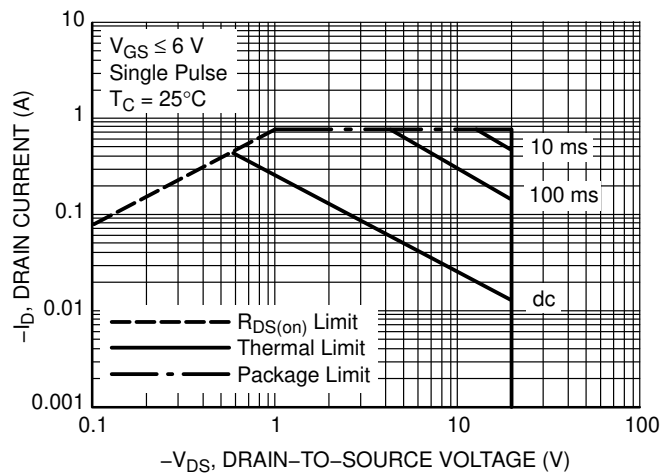 10
1
0.1
0.01
0.001
–I_D, DRAIN CURRENT (A)
V_GS ≤ 6 V
Single Pulse
T_C = 25°C
10 ms
100 ms
dc
R_DS(on) Limit
Thermal Limit
Package Limit
0.1
1
10
100
–V_DS, DRAIN–TO–SOURCE VOLTAGE (V)